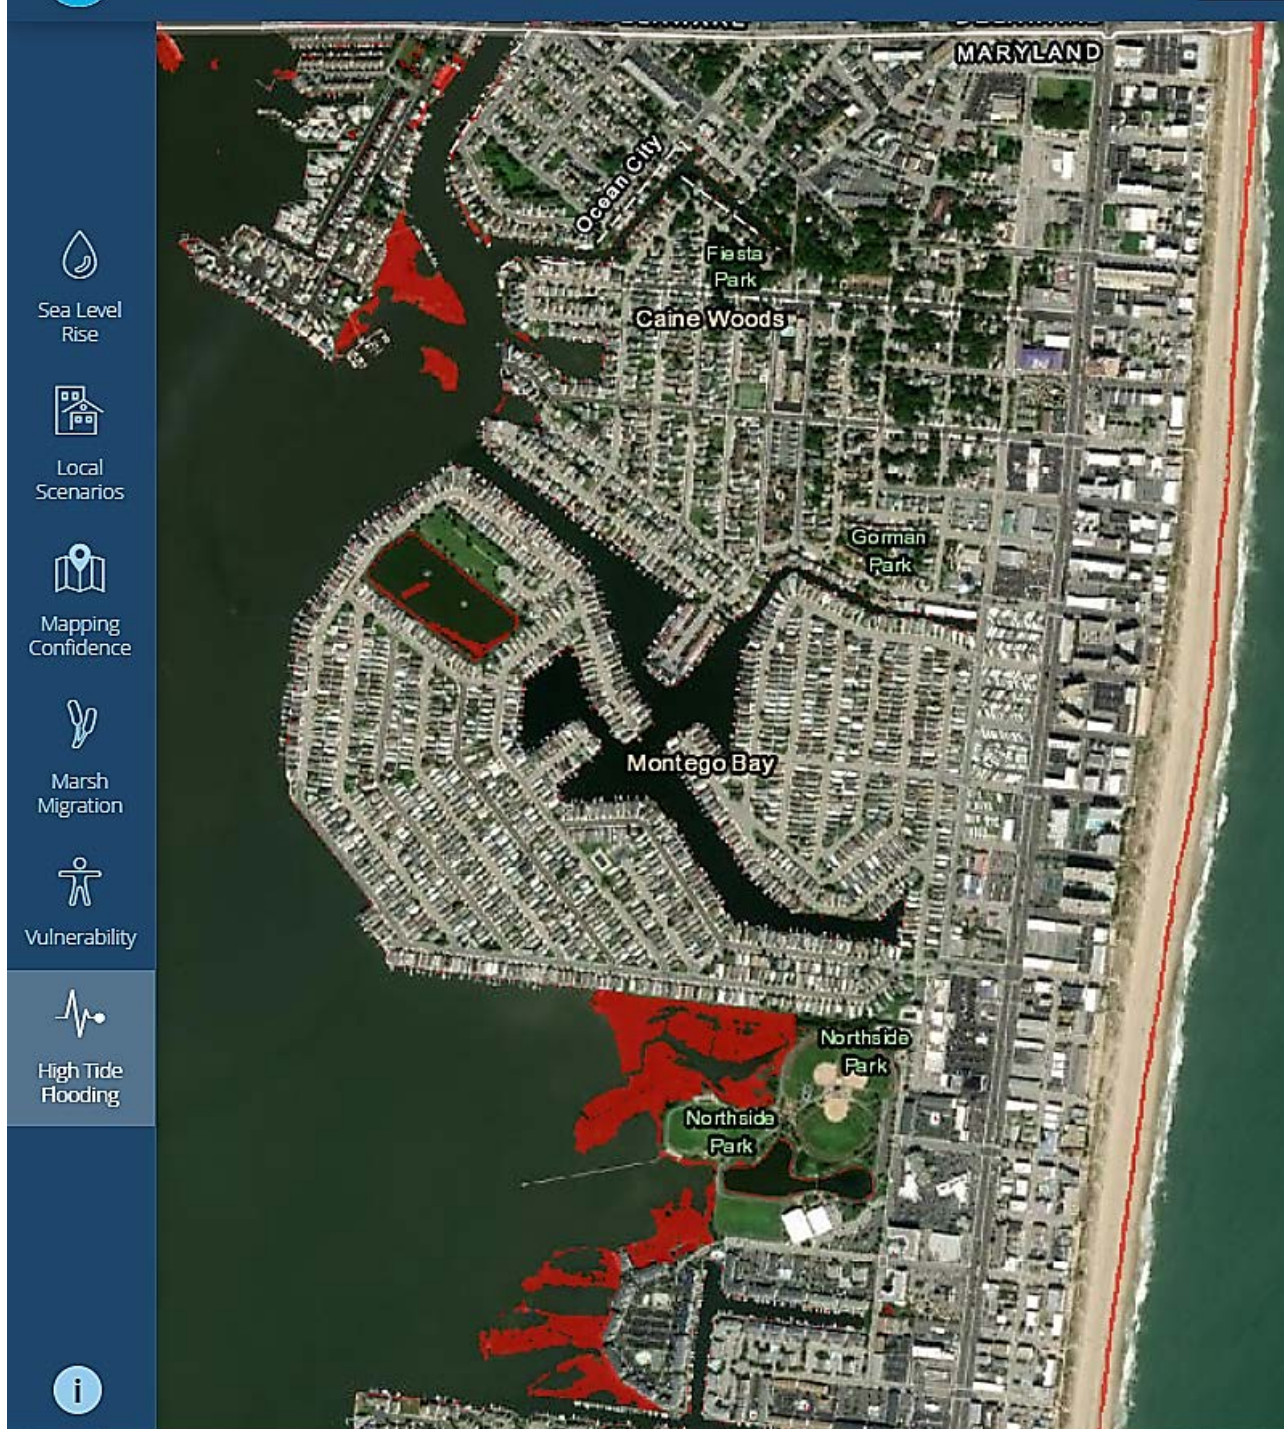 MARYLAND
Ocean City
Fiesta
Park
Caine Woods
Sea Level
Rise
Local
Scenarios
Gorman
Park
Mapping
Confidence
Montego Bay
Marsh
Migration
Vulnerability
Northside
Park
High Tide
Flooding
Northside
Park
i